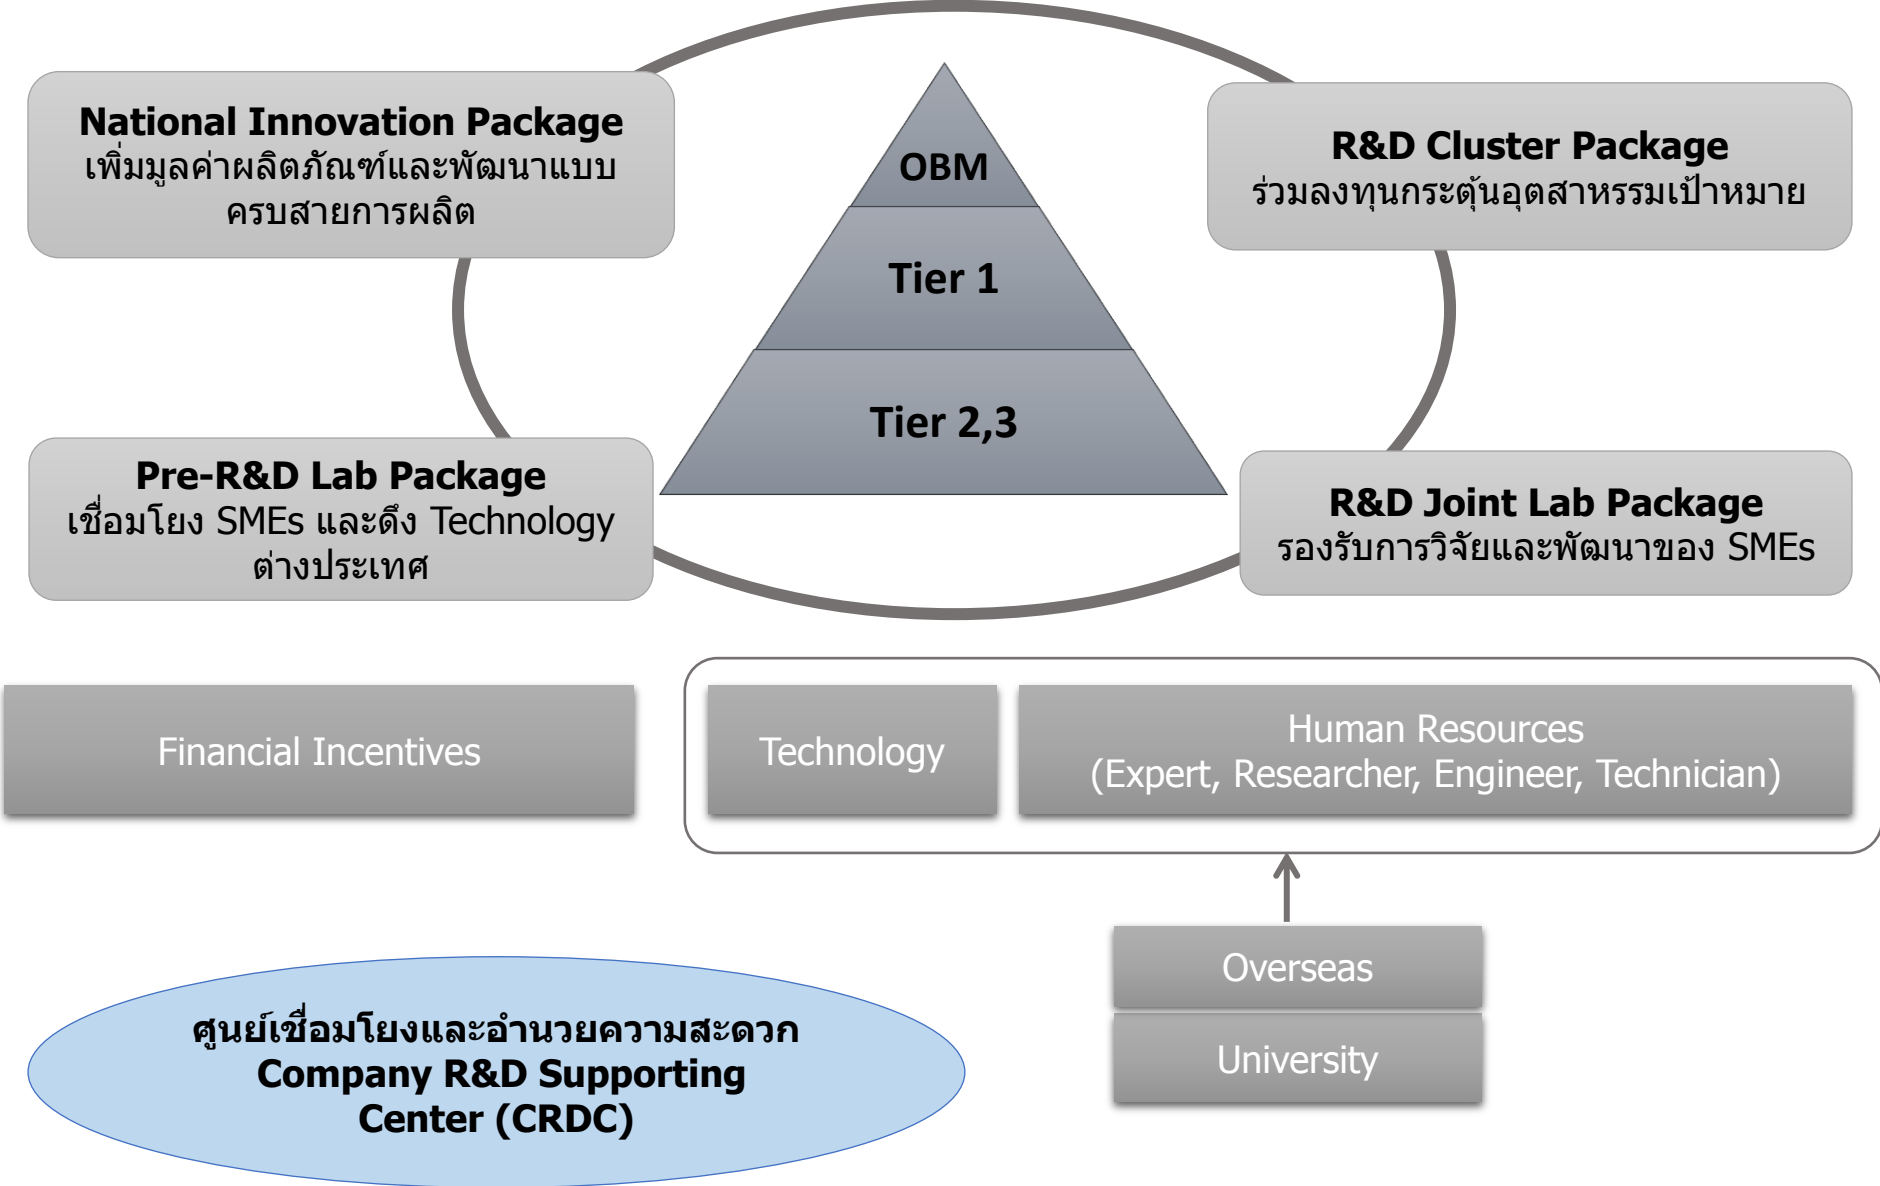 National Innovation Package
เพิ่มมูลค่าผลิตภัณฑ์และพัฒนาแบบ
ครบสายการผลิต
R&D Cluster Package
ร่วมลงทุนกระตุ้นอุตสาหรรมเป้าหมาย
OBM
Tier 1
Tier 2,3
Pre-R&D Lab Package
เชื่อมโยง SMEs และดึง Technology
ต่างประเทศ
R&D Joint Lab Package
รองรับการวิจัยและพัฒนาของ SMEs
Financial Incentives
Technology
Human Resources
(Expert, Researcher, Engineer, Technician)
Overseas
University
ศูนย์เชื่อมโยงและอำนวยความสะดวก
Company R&D Supporting
Center (CRDC)